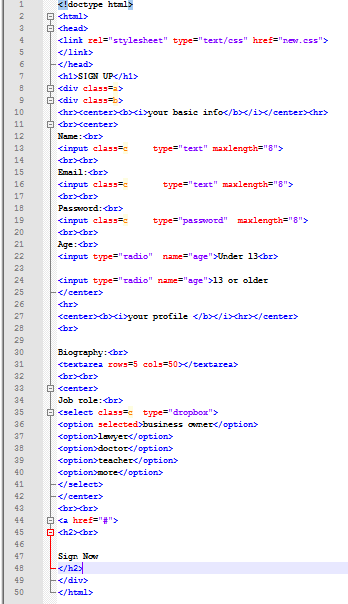 1 <!doctype html>
2 <html>
3 <head>
4 <link rel="stylesheet" type="text/css" href="new.css">
5 </link>
6 </head>
7 <h1>SIGN UP</h1>
8 <div class=a>
9 <div class=b>
10 <hr><center><b><i>your basic info</b></i></center><hr>
11 <br><center>
12 Name:<br>
13 <input class=c type="text" maxlength="8">
14 <br><br>
15 Email:<br>
16 <input class=c type="text" maxlength="8">
17 <br><br>
18 Password:<br>
19 <input class=c type="password" maxlength="8">
20 <br><br>
21 Age:<br>
22 <input type="radio" name="age">Under 13<br>
23
24 <input type="radio" name="age">13 or older
25 </center>
26 <hr>
27 <center><b><i>your profile </b></i><hr></center>
28 <br>
29
30 Biography:<br>
31 <textarea rows=5 cols=50></textarea>
32 <br><br>
33 <center>
34 Job role:<br>
35 <select class=c type="dropbox">
36 <option selected>business owner</option>
37 <option>lawyer</option>
38 <option>doctor</option>
39 <option>teacher</option>
40 <option>more</option>
41 </select>
42 </center>
43 <br><br>
44 <a href="#">
45 <h2><br>
46
47 Sign Now
48 </h2>
49 </div>
50 </html>